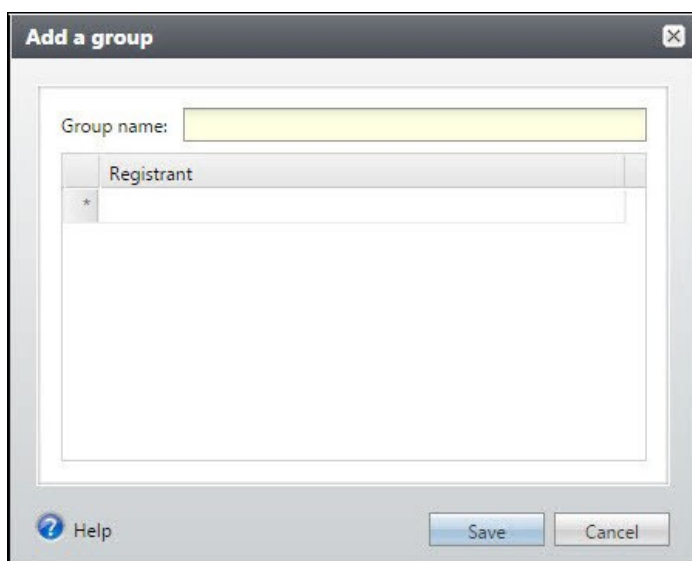 Add a group
Group name:
Registrant
*
Help
Save
Cancel